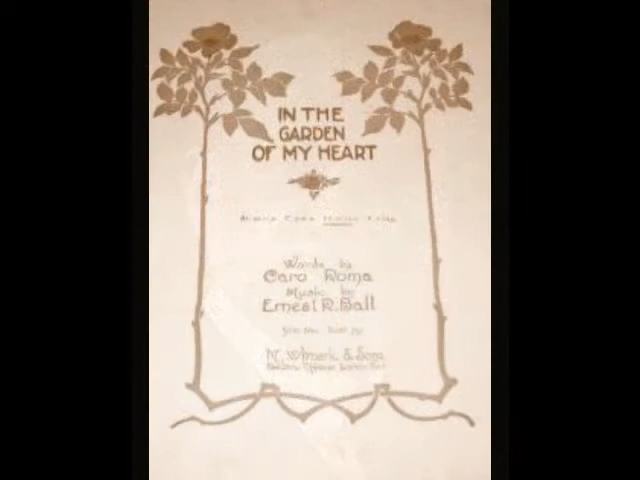 IN THE
GARDEN
OF MY HEART
Words by
Caro Roma
Music by
Ernest R. Ball
M. Witmark & Sons